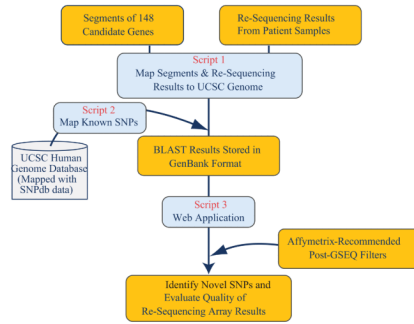 Segments of 148
Candidate Genes
Re-Sequencing Results
From Patient Samples
Script 1
Map Segments & Re-Sequencing
Results to UCSC Genome
Script 2
Map Known SNPs
UCSC Human
Genome Database
(Mapped with
SNPdb data)
BLAST Results Stored in
GenBank Format
Script 3
Web Application
Affymetrix-Recommended
Post-GSEQ Filters
Identify Novel SNPs and
Evaluate Quality of
Re-Sequencing Array Results